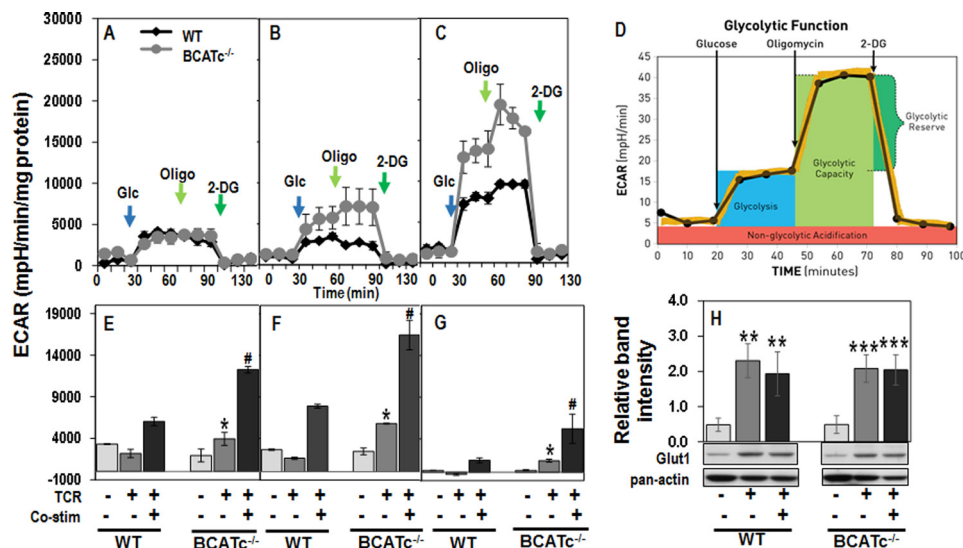 ECAR (mpH/min/mgprotein)
30000
25000
20000
15000
10000
5000
0
A
WT
BCATc⁻/⁻
Glc
Oligo
2-DG
0 30 60 90 130
B
Glc
Oligo
2-DG
0 30 60 90 130
Time (min)
C
Glc
Oligo
2-DG
0 30 60 90 130
D
Glycolytic Function
Glucose
Oligomycin
2-DG
ECAR (mpH/min)
45
40
35
30
25
20
15
10
5
0
Glycolytic
Reserve
Glycolytic
Capacity
Glycolysis
Non-glycolytic Acidification
0 10 20 30 40 50 60 70 80 90 100
TIME (minutes)
19000
14000
9000
4000
-1000
E
* #
F
* #
G
* #
TCR - + + - + + - + + - + + - + + - + +
Co-stim + + + + + +
WT BCATc⁻/⁻ WT BCATc⁻/⁻ WT BCATc⁻/⁻
H
Relative band
intensity
4.0
3.0
2.0
1.0
0.0
** ** *** ***
Glut1
pan-actin
- + + - + +
+ +
WT BCATc⁻/⁻